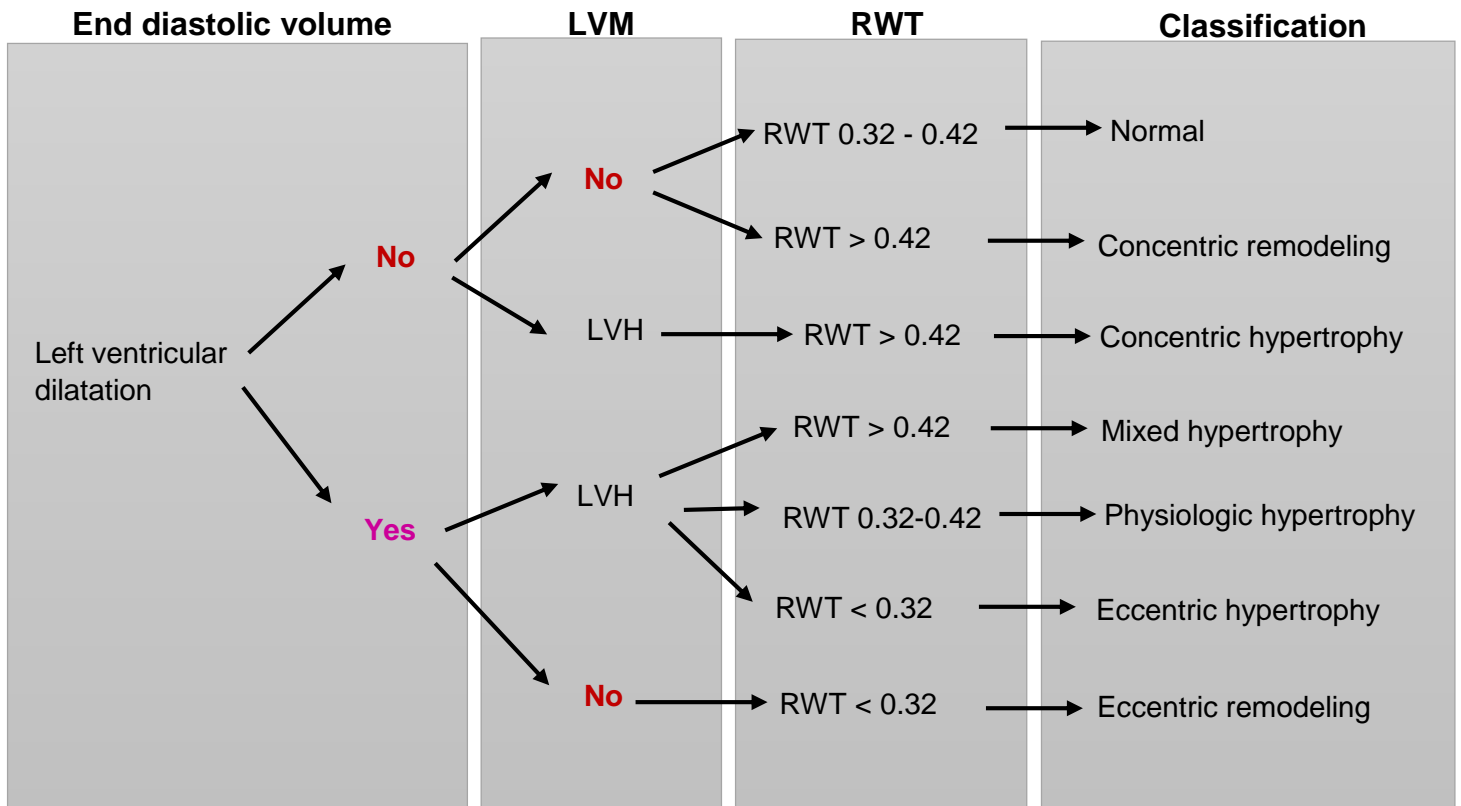 End diastolic volume
LVM
RWT
Classification
Left ventricular
dilatation
No
Yes
No
LVH
LVH
No
RWT 0.32 - 0.42
RWT > 0.42
RWT > 0.42
RWT > 0.42
RWT 0.32-0.42
RWT < 0.32
RWT < 0.32
Normal
Concentric remodeling
Concentric hypertrophy
Mixed hypertrophy
Physiologic hypertrophy
Eccentric hypertrophy
Eccentric remodeling